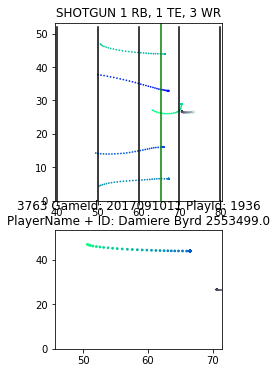 SHOTGUN 1 RB, 1 TE, 3 WR
50
40
30
20
10
0
40 50 60 70 80
3763 GameId: 2017091011 PlayId: 1936
PlayerName + ID: Damiere Byrd 2553499.0
40
20
0
50 60 70